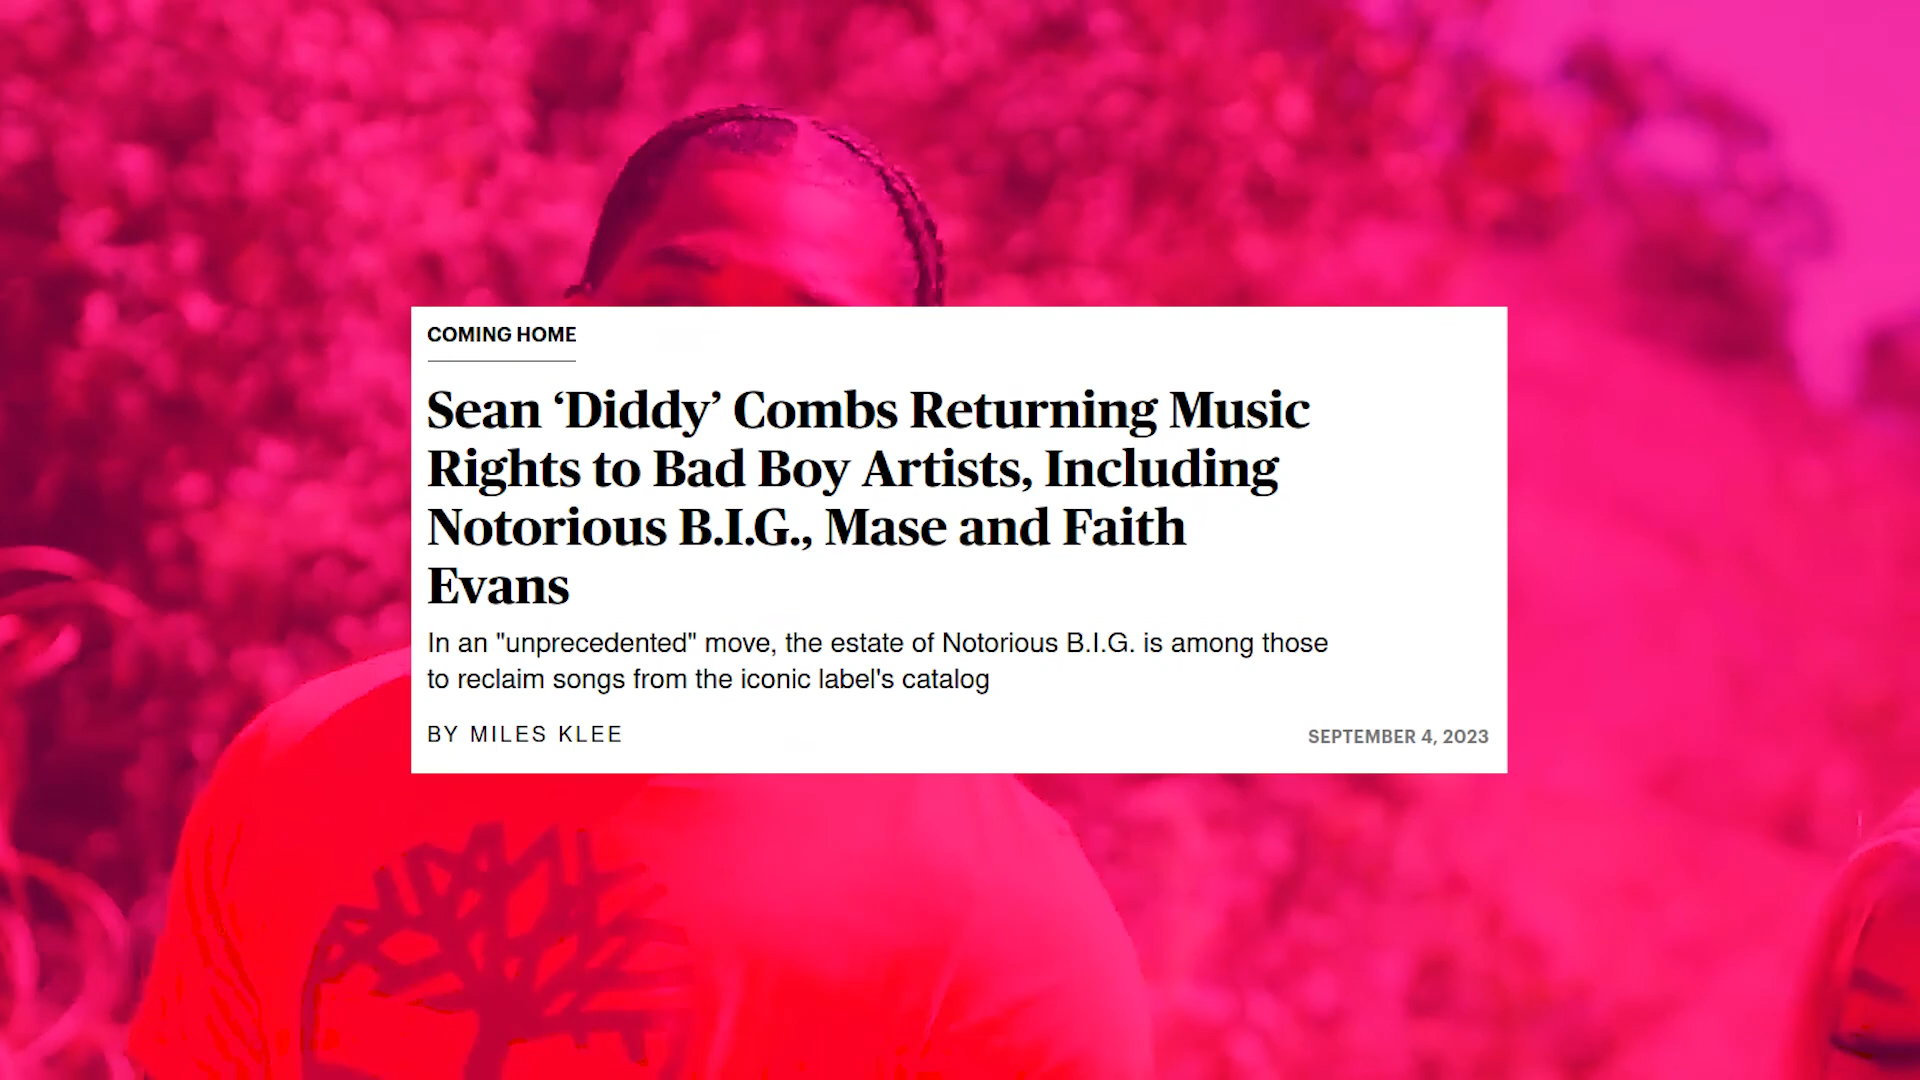 COMING HOME
Sean ‘Diddy’ Combs Returning Music
Rights to Bad Boy Artists, Including
Notorious B.I.G., Mase and Faith
Evans
In an "unprecedented" move, the estate of Notorious B.I.G. is among those
to reclaim songs from the iconic label's catalog
BY MILES KLEE
SEPTEMBER 4, 2023